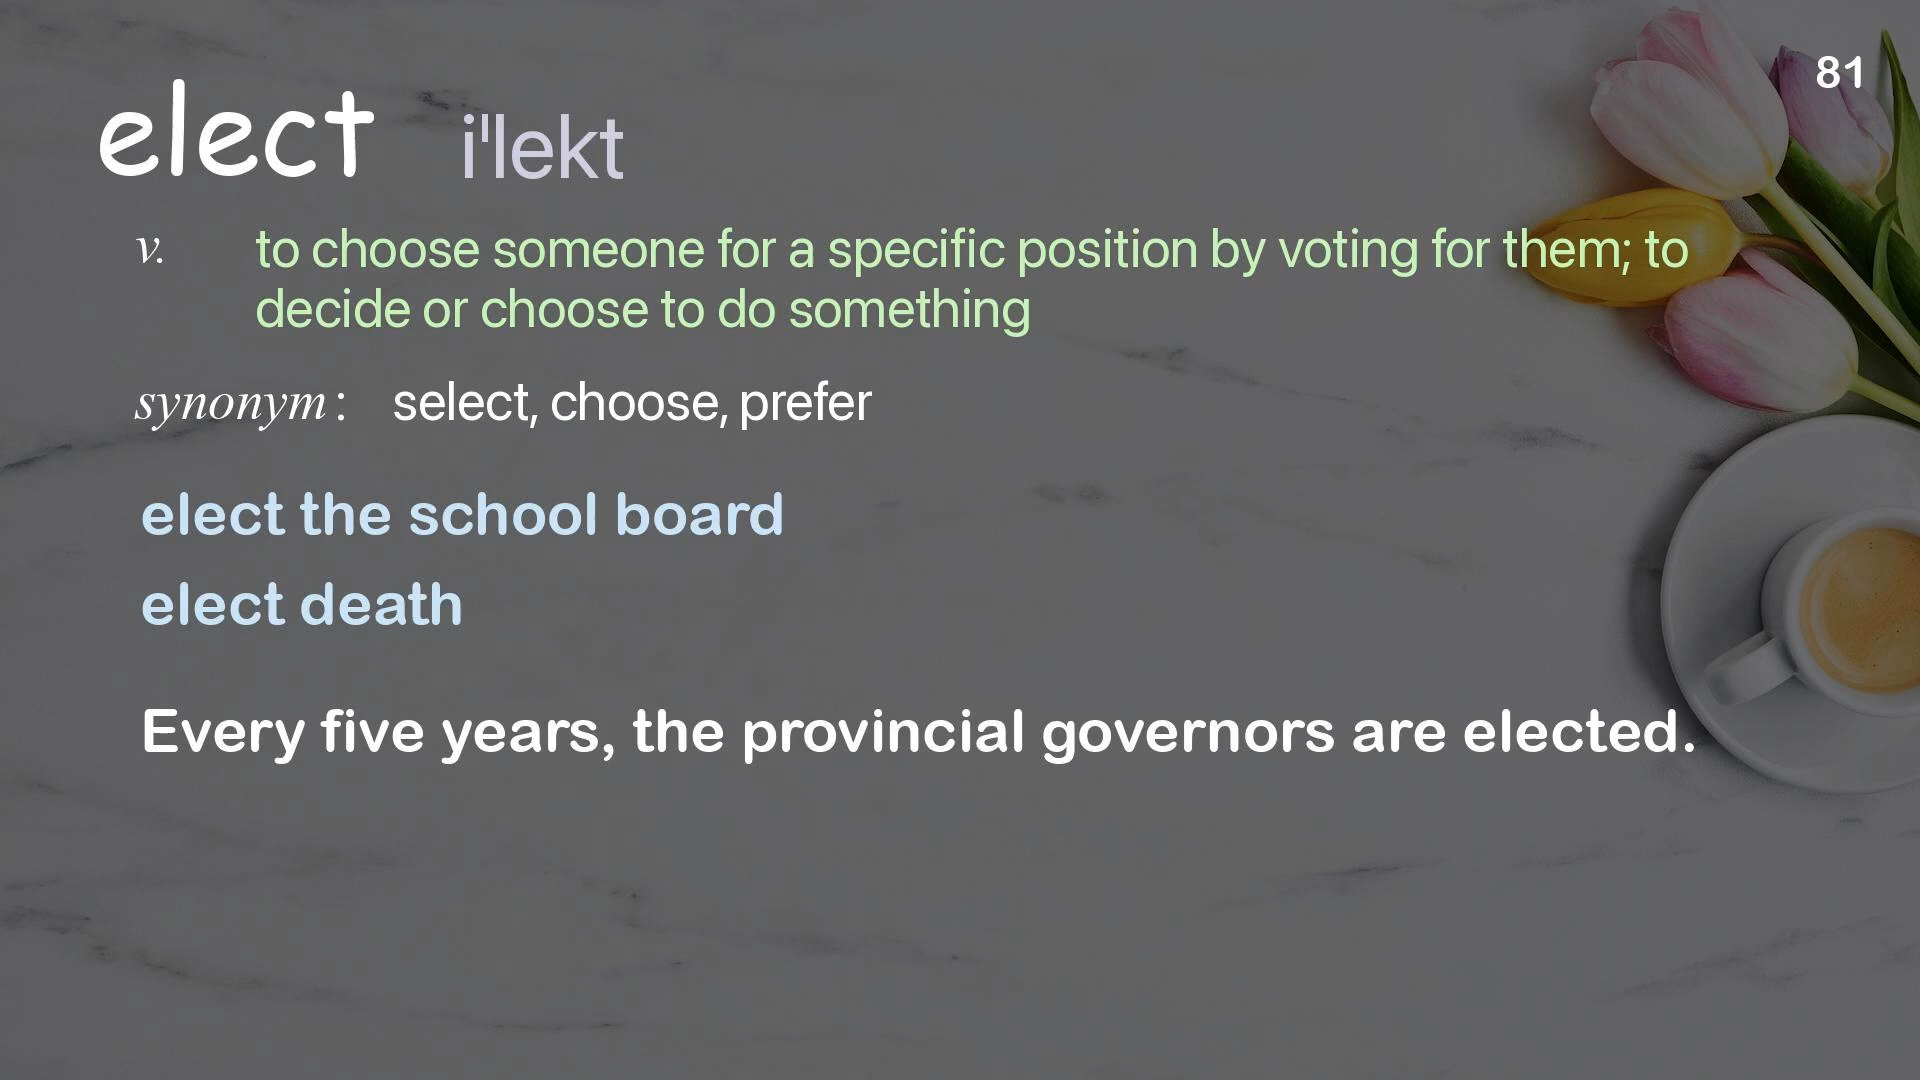 81
elect iˈlekt
v. to choose someone for a specific position by voting for them; to
decide or choose to do something
synonym: select, choose, prefer
elect the school board
elect death
Every five years, the provincial governors are elected.